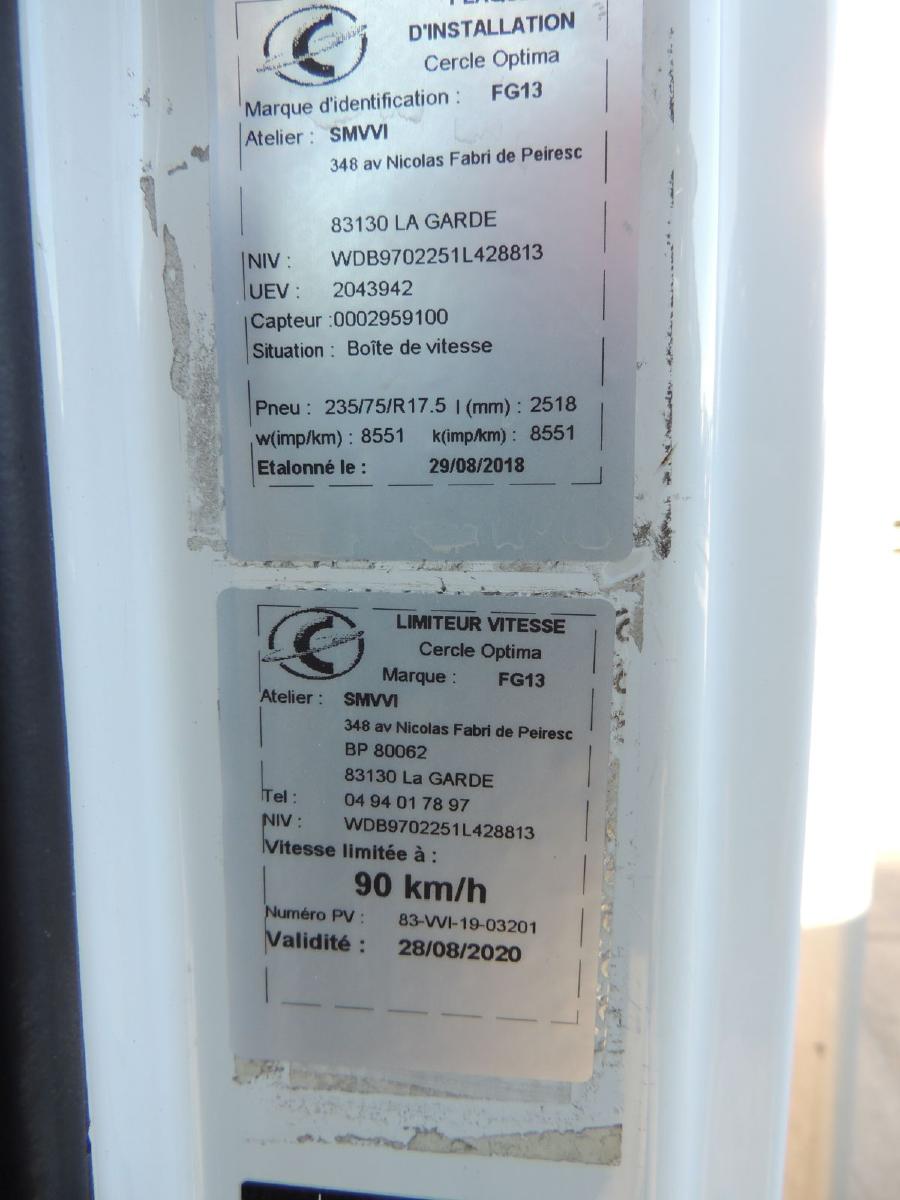 D'INSTALLATION
Cercle Optima
Marque d'identification : FG13
Atelier : SMVVI
348 av Nicolas Fabri de Peiresc
83130 LA GARDE
NIV : WDB9702251L428813
UEV : 2043942
Capteur :0002959100
Situation : Boîte de vitesse
Pneu : 235/75/R17.5 l (mm) : 2518
w(imp/km) : 8551 k(imp/km) : 8551
Etalonné le : 29/08/2018
LIMITEUR VITESSE
Cercle Optima
Marque : FG13
Atelier : SMVVI
348 av Nicolas Fabri de Peiresc
BP 80062
83130 La GARDE
Tel : 04 94 01 78 97
NIV : WDB9702251L428813
Vitesse limitée à :
90 km/h
Numéro PV : 83-VVI-19-03201
Validité : 28/08/2020